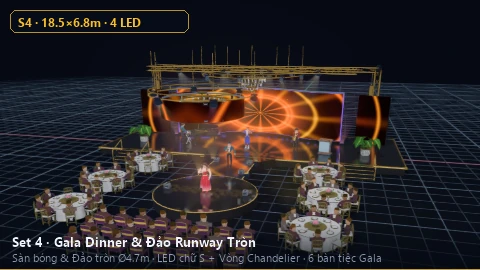 S4 · 18.5×6.8m · 4 LED
Set 4 · Gala Dinner & Đảo Runway Tròn
Sàn bóng & Đảo tròn Ø4.7m · LED chữ S + Vòng Chandelier · 6 bàn tiệc Gala